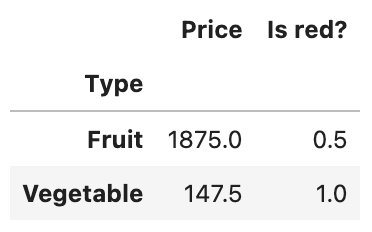 Price Is red?
Type
Fruit 1875.0 0.5
Vegetable 147.5 1.0